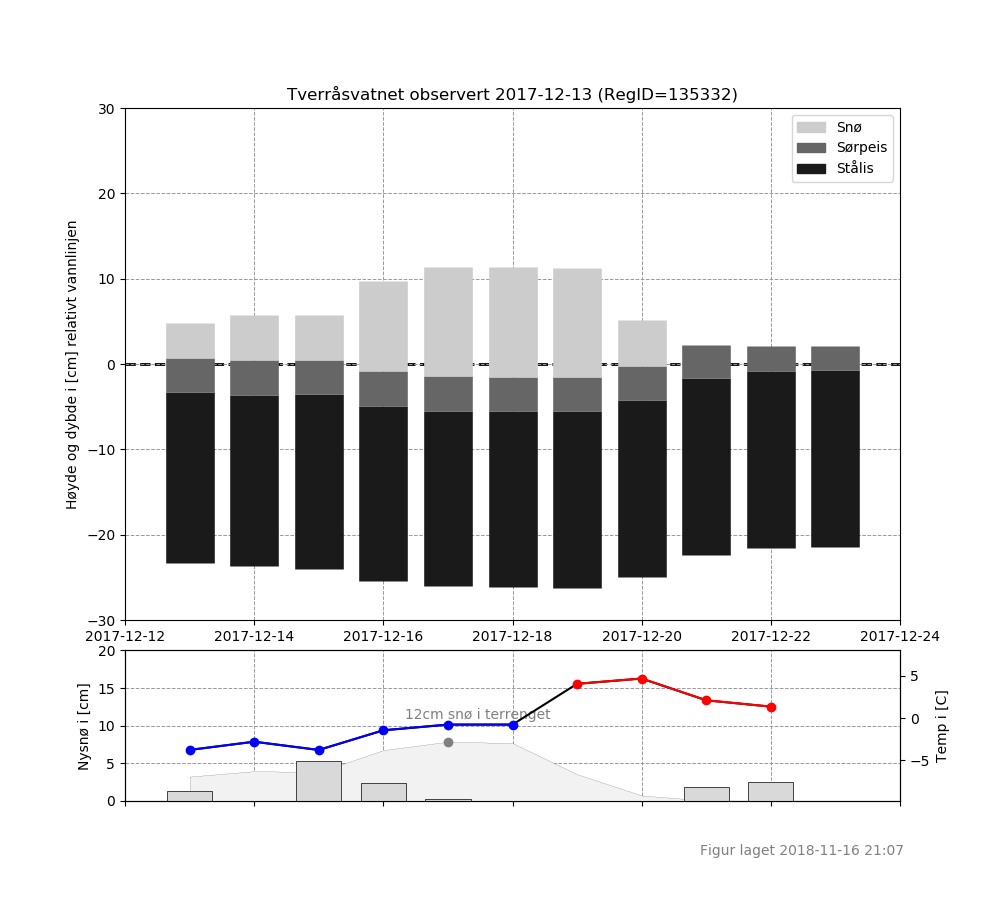 Tverråsvatnet observert 2017-12-13 (RegID=135332)
Høyde og dybde i [cm] relativt vannlinjen
30
20
10
0
−10
−20
−30
Snø
Sørpeis
Stålis
2017-12-12 2017-12-14 2017-12-16 2017-12-18 2017-12-20 2017-12-22 2017-12-24
Nysnø i [cm]
20
15
10
5
0
12cm snø i terrenget
5
0
−5
Temp i [C]
Figur laget 2018-11-16 21:07